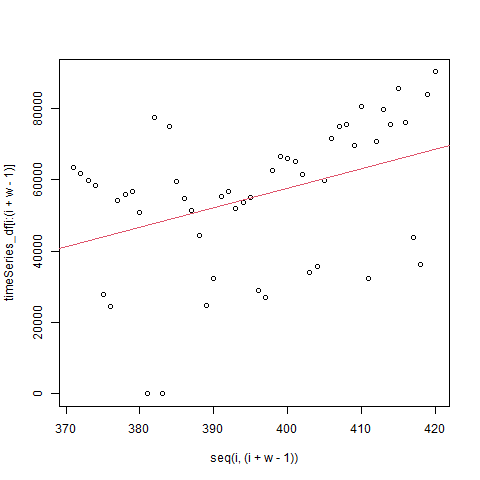 80000
60000
40000
20000
0
timeSeries_df[i:(i + w - 1)]
370 380 390 400 410 420
seq(i, (i + w - 1))